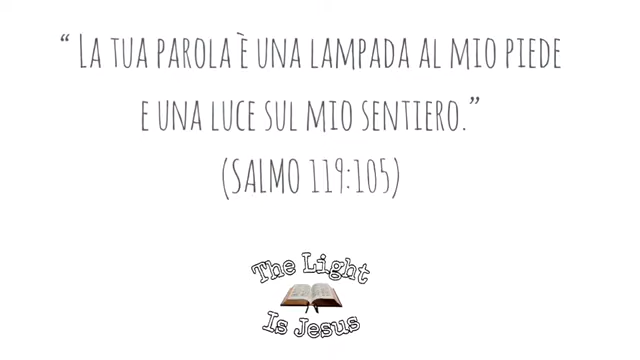 “ La tua parola è una lampada al mio piede
e una luce sul mio sentiero.”
(SALMO 119:105)
The Light
Is Jesus